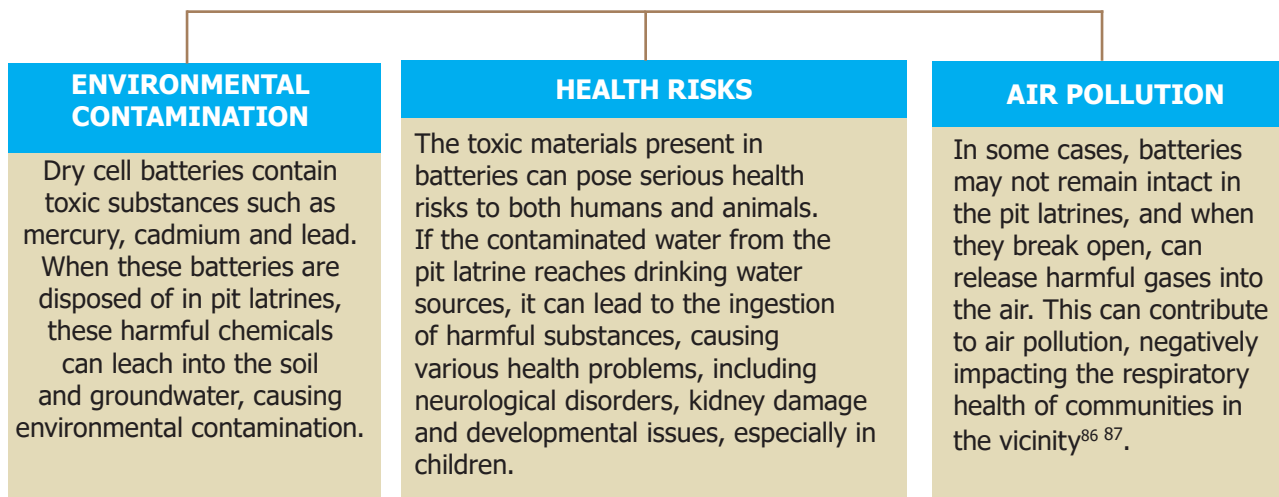 ENVIRONMENTAL
CONTAMINATION
Dry cell batteries contain
toxic substances such as
mercury, cadmium and lead.
When these batteries are
disposed of in pit latrines,
these harmful chemicals
can leach into the soil
and groundwater, causing
environmental contamination.
HEALTH RISKS
The toxic materials present in
batteries can pose serious health
risks to both humans and animals.
If the contaminated water from the
pit latrine reaches drinking water
sources, it can lead to the ingestion
of harmful substances, causing
various health problems, including
neurological disorders, kidney damage
and developmental issues, especially in
children.
AIR POLLUTION
In some cases, batteries
may not remain intact in
the pit latrines, and when
they break open, can
release harmful gases into
the air. This can contribute
to air pollution, negatively
impacting the respiratory
health of communities in
the vicinity⁸⁶ ⁸⁷.